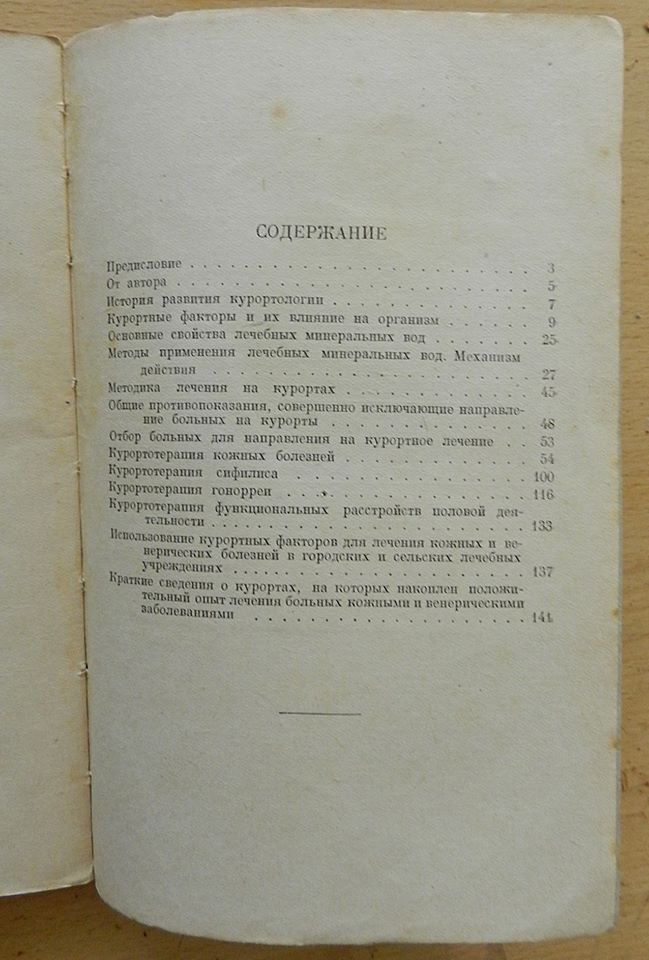 СОДЕРЖАНИЕ
Предисловие . . . . . . . . . . . . . . . . . . . . . . . . 3
От автора . . . . . . . . . . . . . . . . . . . . . . . . . 5
История развития курортологии . . . . . . . . . . . . . . . 7
Курортные факторы и их влияние на организм . . . . . . 9
Основные свойства лечебных минеральных вод . . . . . . 25
Методы применения лечебных минеральных вод. Механизм
действия . . . . . . . . . . . . . . . . . . . . . . . 27
Методика лечения на курортах . . . . . . . . . . . . . 45
Общие противопоказания, совершенно исключающие направле-
ние больных на курорты . . . . . . . . . . . . . . . 48
Отбор больных для направления на курортное лечение . . 53
Курортотерапия кожных болезней . . . . . . . . . . . . 54
Курортотерапия сифилиса . . . . . . . . . . . . . . . 100
Курортотерапия гонорреи . . . . . . . . . . . . . . . 116
Курортотерапия функциональных расстройств половой дея-
тельности . . . . . . . . . . . . . . . . . . . . . . 133
Использование курортных факторов для лечения кожных и ве-
нерических болезней в городских и сельских лечебных
учреждениях . . . . . . . . . . . . . . . . . . . . . 137
Краткие сведения о курортах, на которых накоплен положи-
тельный опыт лечения больных кожными и венерическими
заболеваниями . . . . . . . . . . . . . . . . . . . . 141